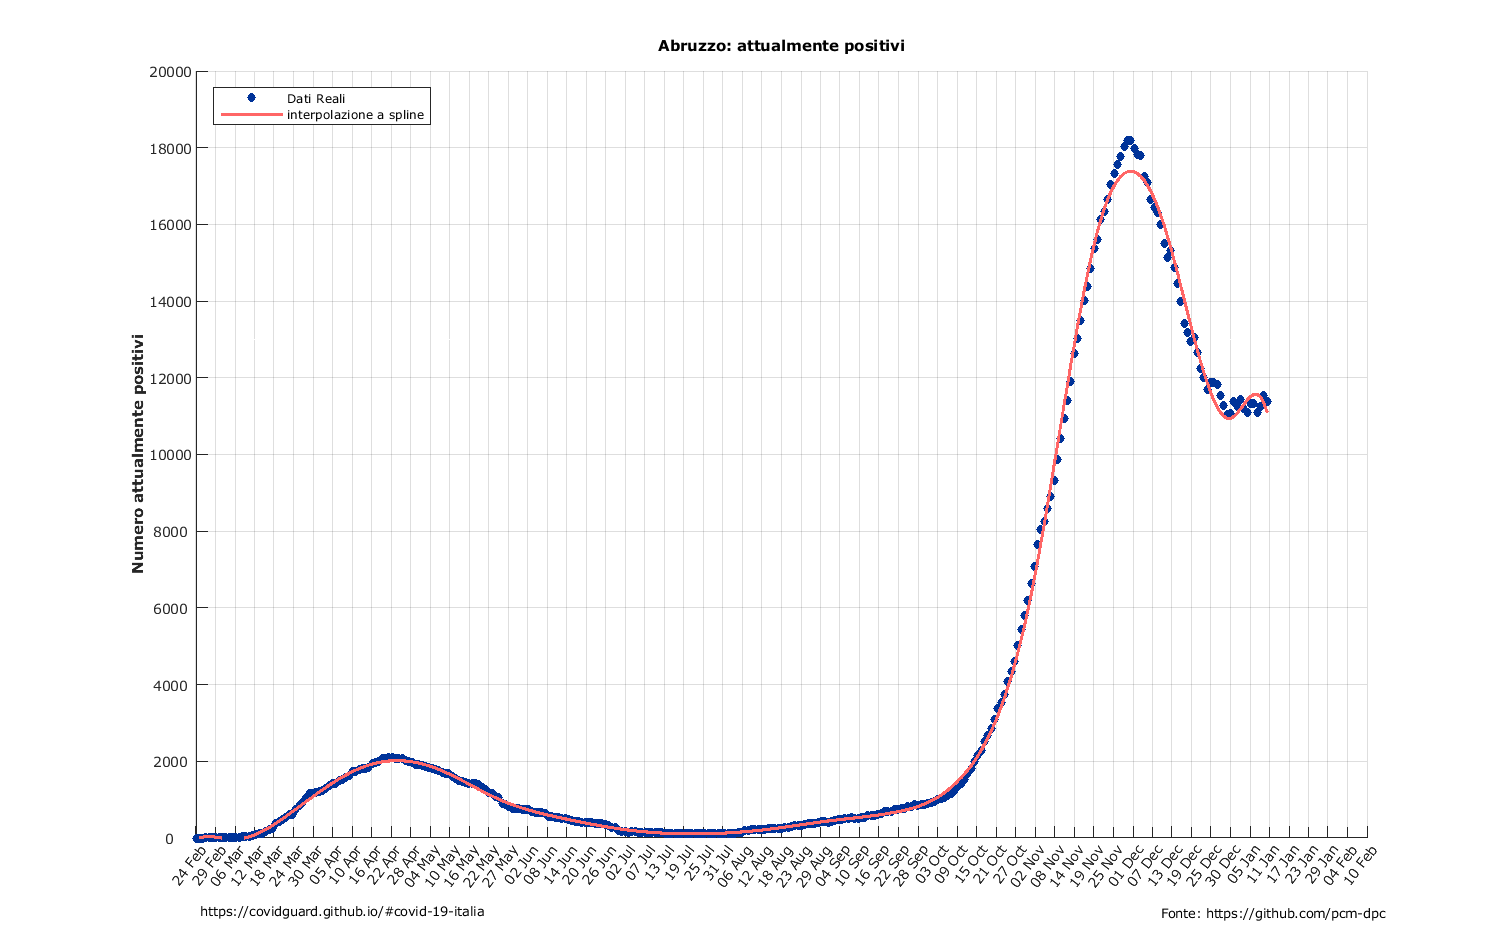 Abruzzo: attualmente positivi
Dati Reali
interpolazione a spline
Numero attualmente positivi
20000
18000
16000
14000
12000
10000
8000
6000
4000
2000
0
24 Feb
29 Feb
06 Mar
12 Mar
18 Mar
24 Mar
30 Mar
05 Apr
10 Apr
16 Apr
22 Apr
28 Apr
04 May
10 May
16 May
22 May
27 May
02 Jun
08 Jun
14 Jun
20 Jun
26 Jun
02 Jul
07 Jul
13 Jul
19 Jul
25 Jul
31 Jul
06 Aug
12 Aug
18 Aug
23 Aug
29 Aug
04 Sep
10 Sep
16 Sep
22 Sep
28 Sep
03 Oct
09 Oct
15 Oct
21 Oct
27 Oct
02 Nov
08 Nov
14 Nov
19 Nov
25 Nov
01 Dec
07 Dec
13 Dec
19 Dec
25 Dec
30 Dec
05 Jan
11 Jan
17 Jan
23 Jan
29 Jan
04 Feb
10 Feb
https://covidguard.github.io/#covid-19-italia
Fonte: https://github.com/pcm-dpc